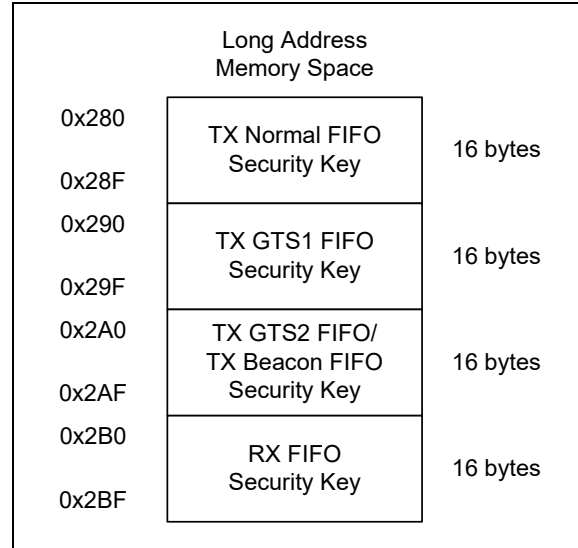 Long Address
Memory Space
0x280
TX Normal FIFO
Security Key
16 bytes
0x28F
0x290
TX GTS1 FIFO
Security Key
16 bytes
0x29F
0x2A0
TX GTS2 FIFO/
TX Beacon FIFO
Security Key
16 bytes
0x2AF
0x2B0
RX FIFO
Security Key
16 bytes
0x2BF